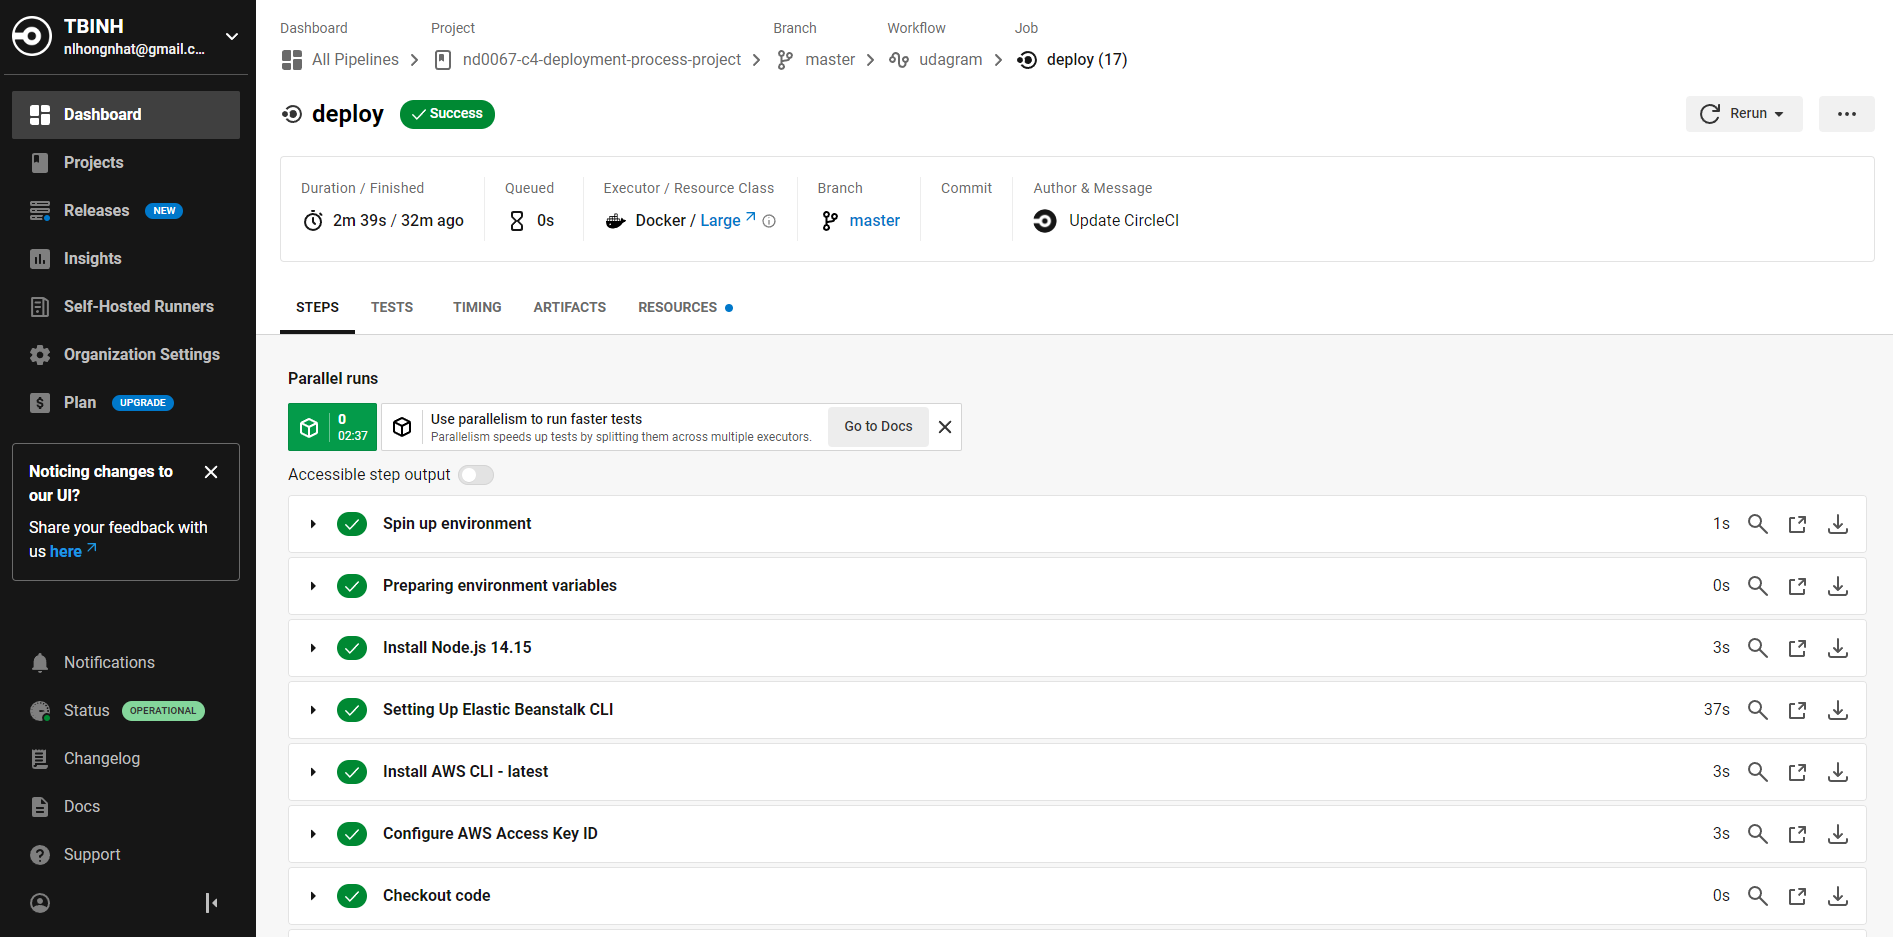 TBINH
nlhongnhat@gmail.c...
Dashboard
Projects
Releases NEW
Insights
Self-Hosted Runners
Organization Settings
Plan UPGRADE
Noticing changes to
our UI?
Share your feedback with
us here
Notifications
Status OPERATIONAL
Changelog
Docs
Support
Dashboard Project Branch Workflow Job
All Pipelines nd0067-c4-deployment-process-project master udagram deploy (17)
deploy Success
Rerun
Duration / Finished Queued Executor / Resource Class Branch Commit Author & Message
2m 39s / 32m ago 0s Docker / Large master Update CircleCI
STEPS TESTS TIMING ARTIFACTS RESOURCES
Parallel runs
0
02:37
Use parallelism to run faster tests
Parallelism speeds up tests by splitting them across multiple executors.
Go to Docs
Accessible step output
Spin up environment 1s
Preparing environment variables 0s
Install Node.js 14.15 3s
Setting Up Elastic Beanstalk CLI 37s
Install AWS CLI - latest 3s
Configure AWS Access Key ID 3s
Checkout code 0s